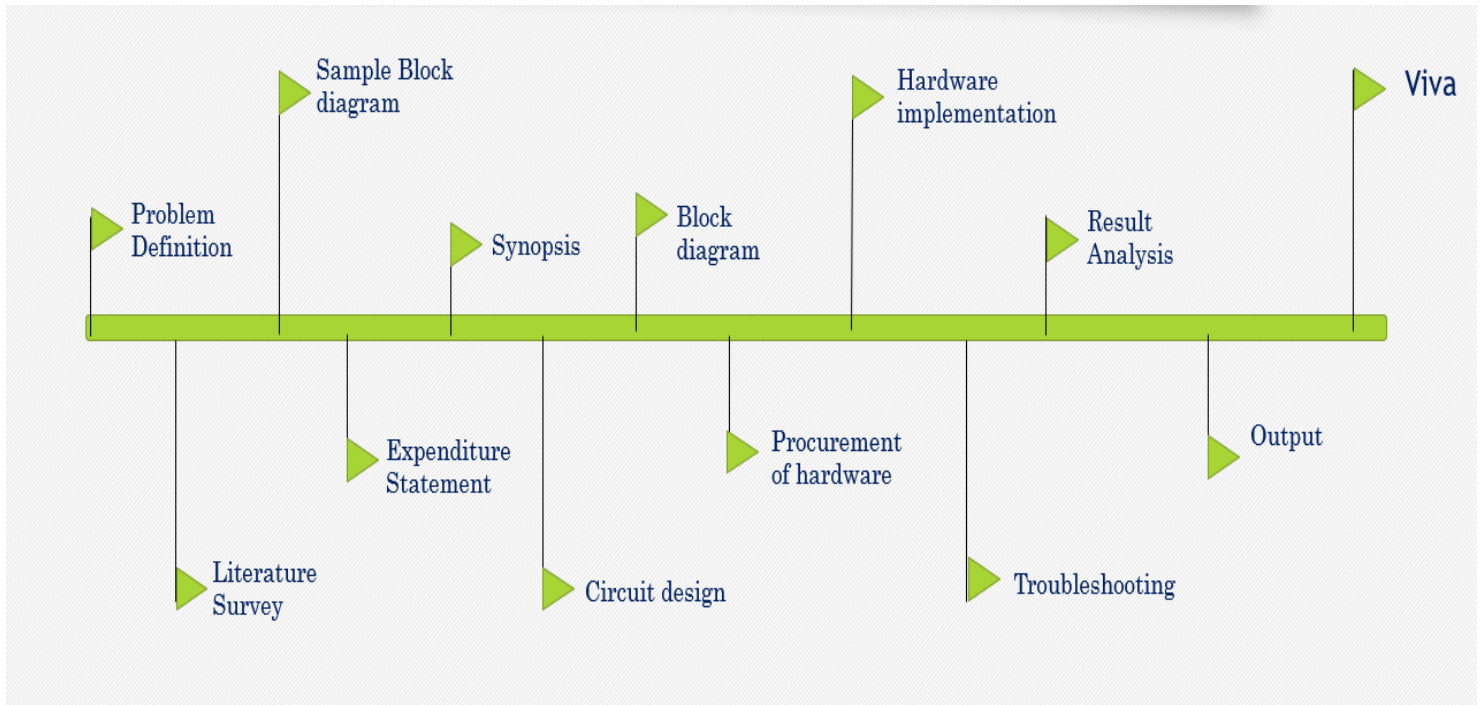 Problem
Definition
Literature
Survey
Sample Block
diagram
Expenditure
Statement
Synopsis
Circuit design
Block
diagram
Procurement
of hardware
Hardware
implementation
Troubleshooting
Result
Analysis
Output
Viva